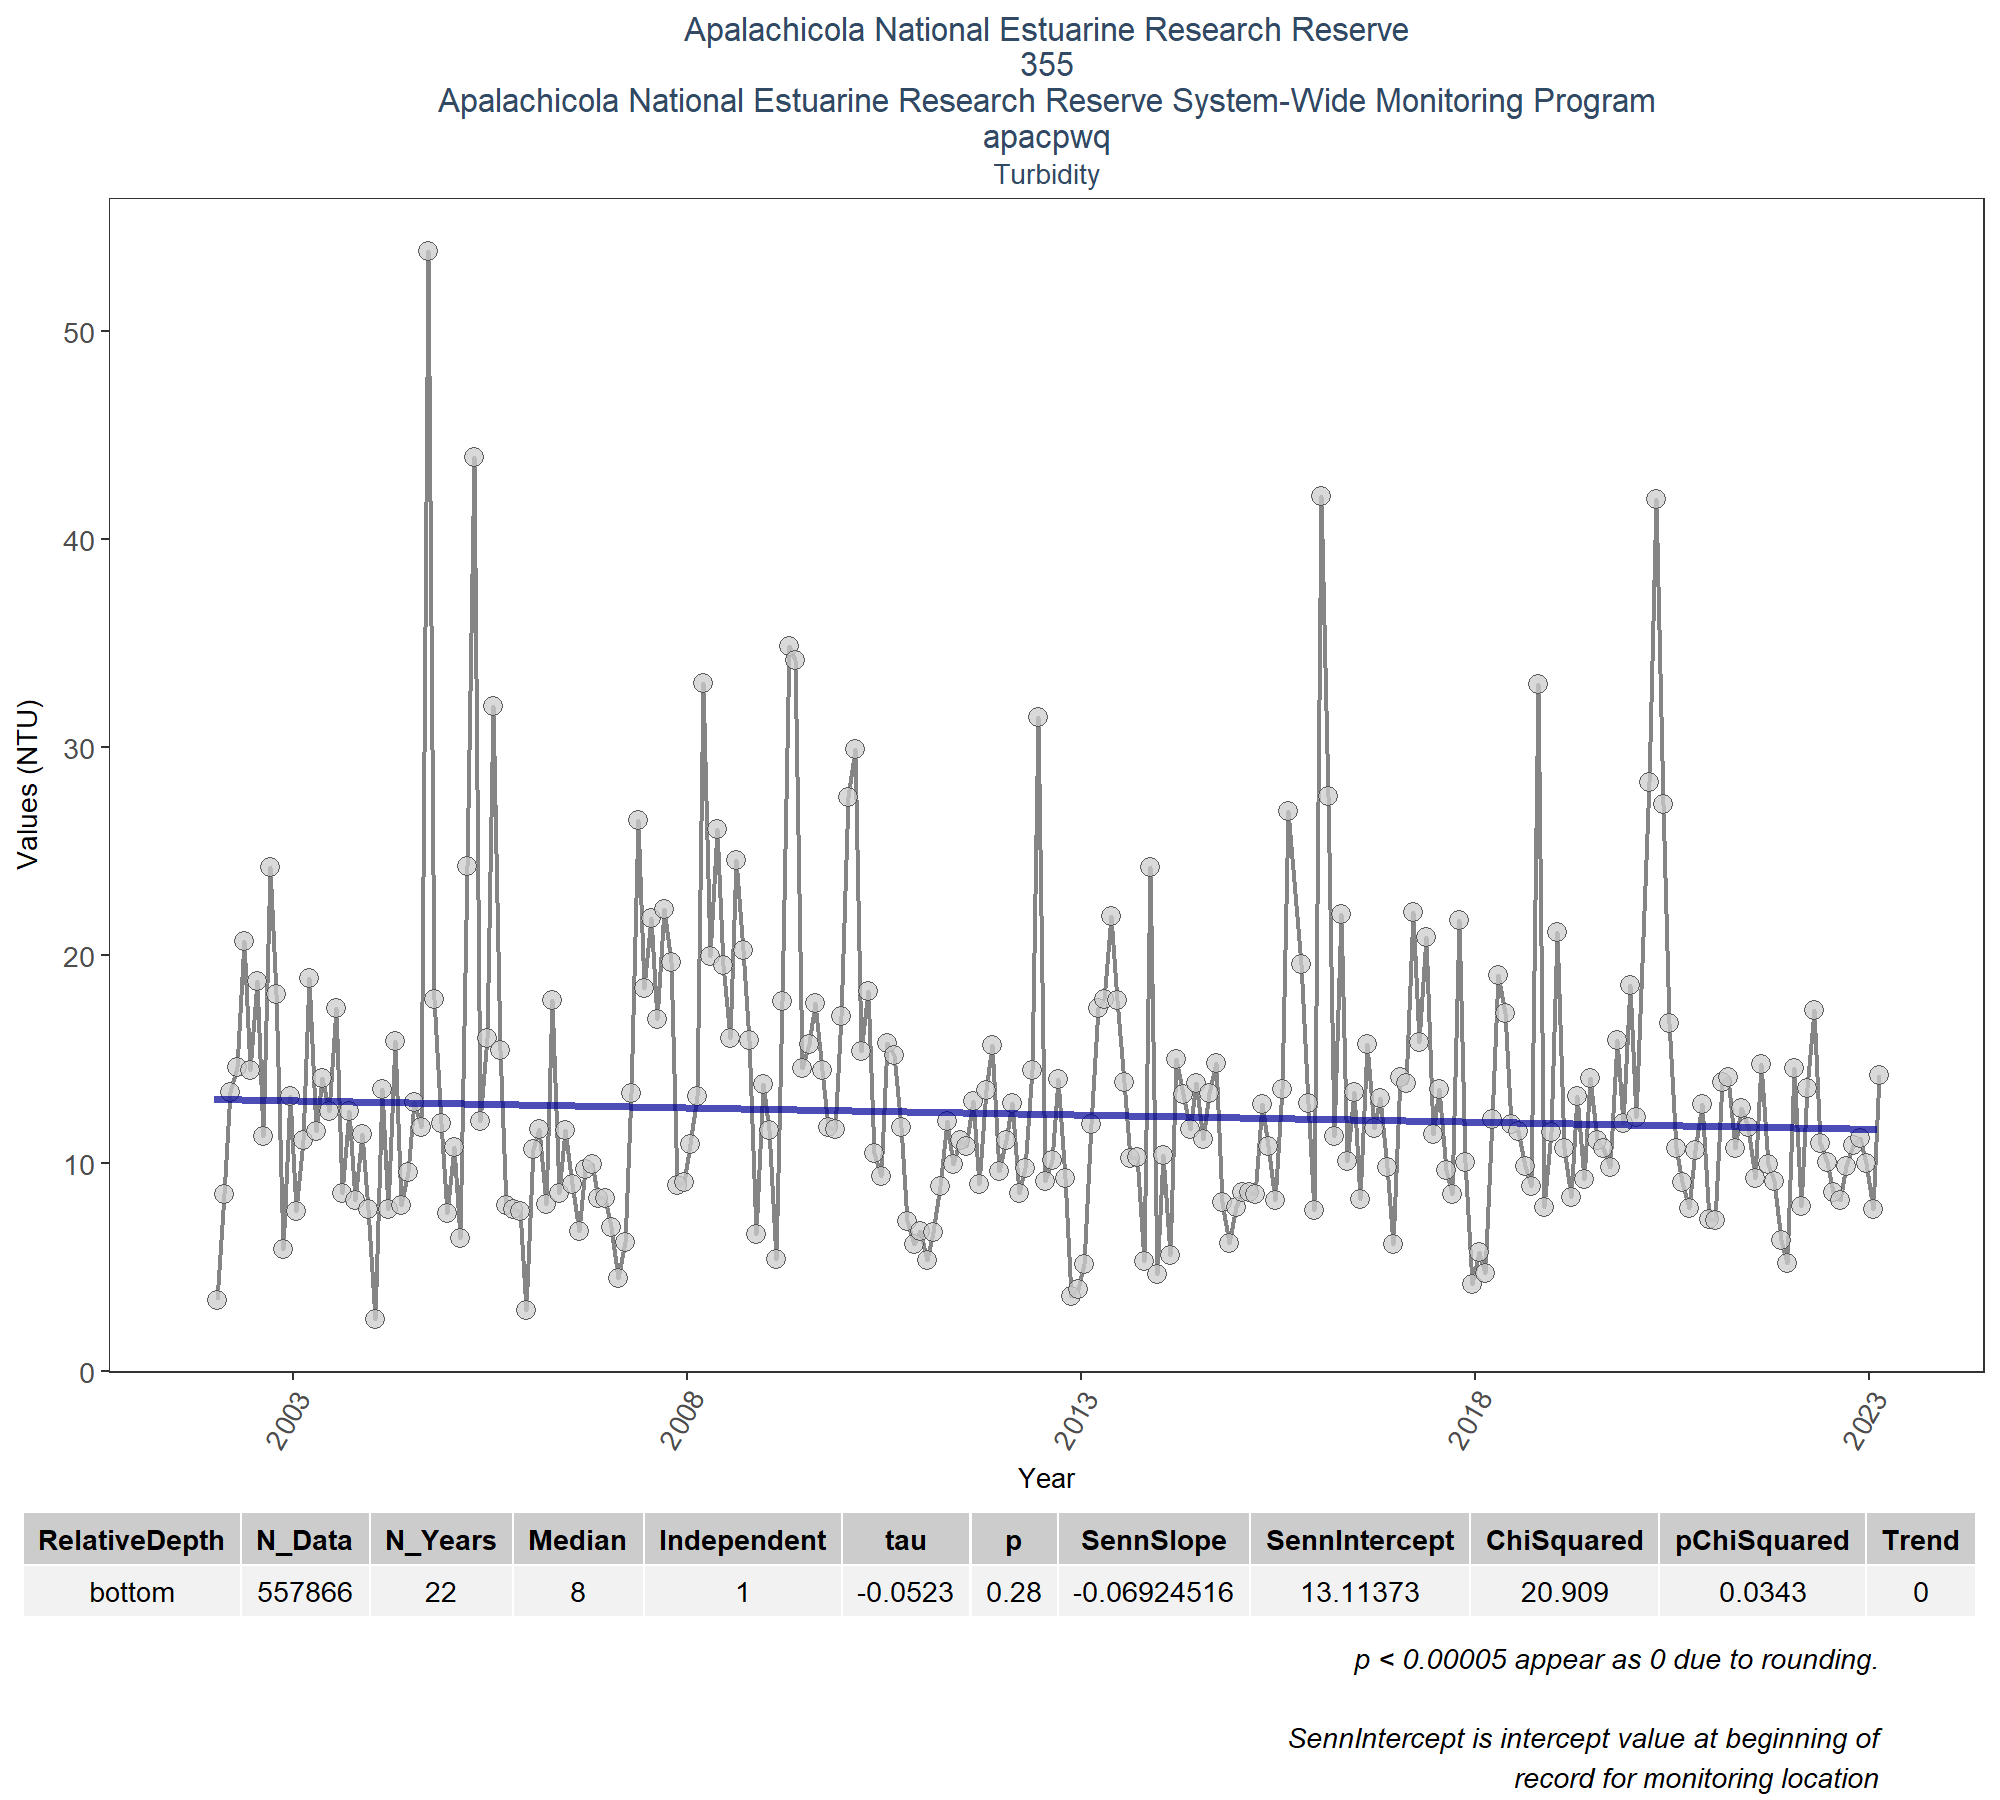 Apalachicola National Estuarine Research Reserve
355
Apalachicola National Estuarine Research Reserve System-Wide Monitoring Program
apacpwq
Turbidity
Values (NTU)
50
40
30
20
10
0
2003 2008 2013 2018 2023
Year
RelativeDepth N_Data N_Years Median Independent tau p SennSlope SennIntercept ChiSquared pChiSquared Trend
bottom 557866 22 8 1 -0.0523 0.28 -0.06924516 13.11373 20.909 0.0343 0
p < 0.00005 appear as 0 due to rounding.
SennIntercept is intercept value at beginning of
record for monitoring location